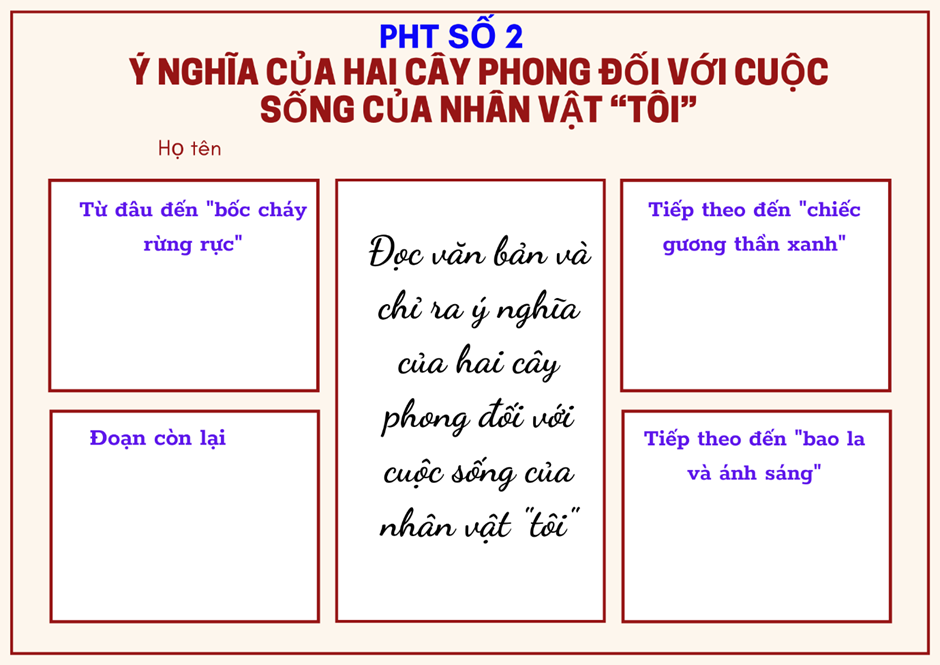 PHT SỐ 2
Ý NGHĨA CỦA HAI CÂY PHONG ĐỐI VỚI CUỘC
SỐNG CỦA NHÂN VẬT “TÔI”
Họ tên
Từ đâu đến "bốc cháy
rừng rực"
Đọc văn bản và
chỉ ra ý nghĩa
của hai cây
phong đối với
cuộc sống của
nhân vật "tôi"
Tiếp theo đến "chiếc
gương thần xanh"
Đoạn còn lại
Tiếp theo đến "bao la
và ánh sáng"